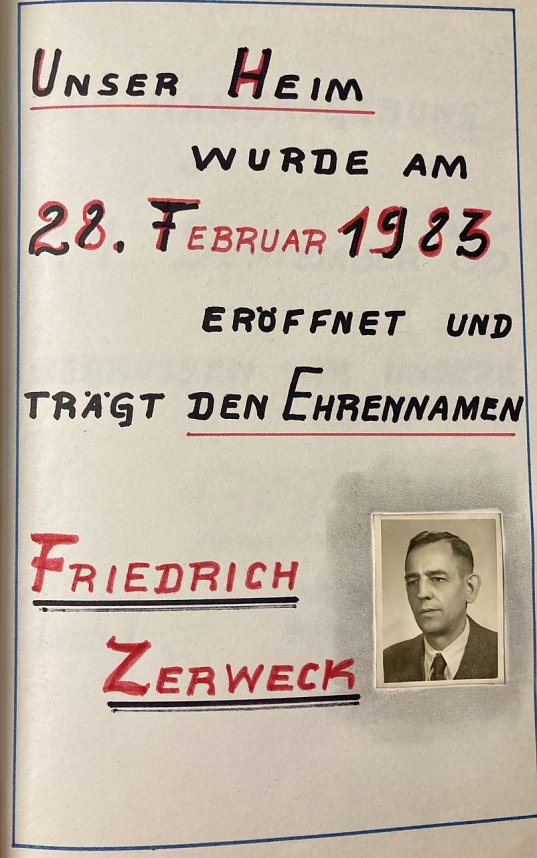 UNSER HEIM
WURDE AM
28. FEBRUAR 1983
ERÖFFNET UND
TRÄGT DEN EHRENNAMEN
FRIEDRICH
ZERWECK